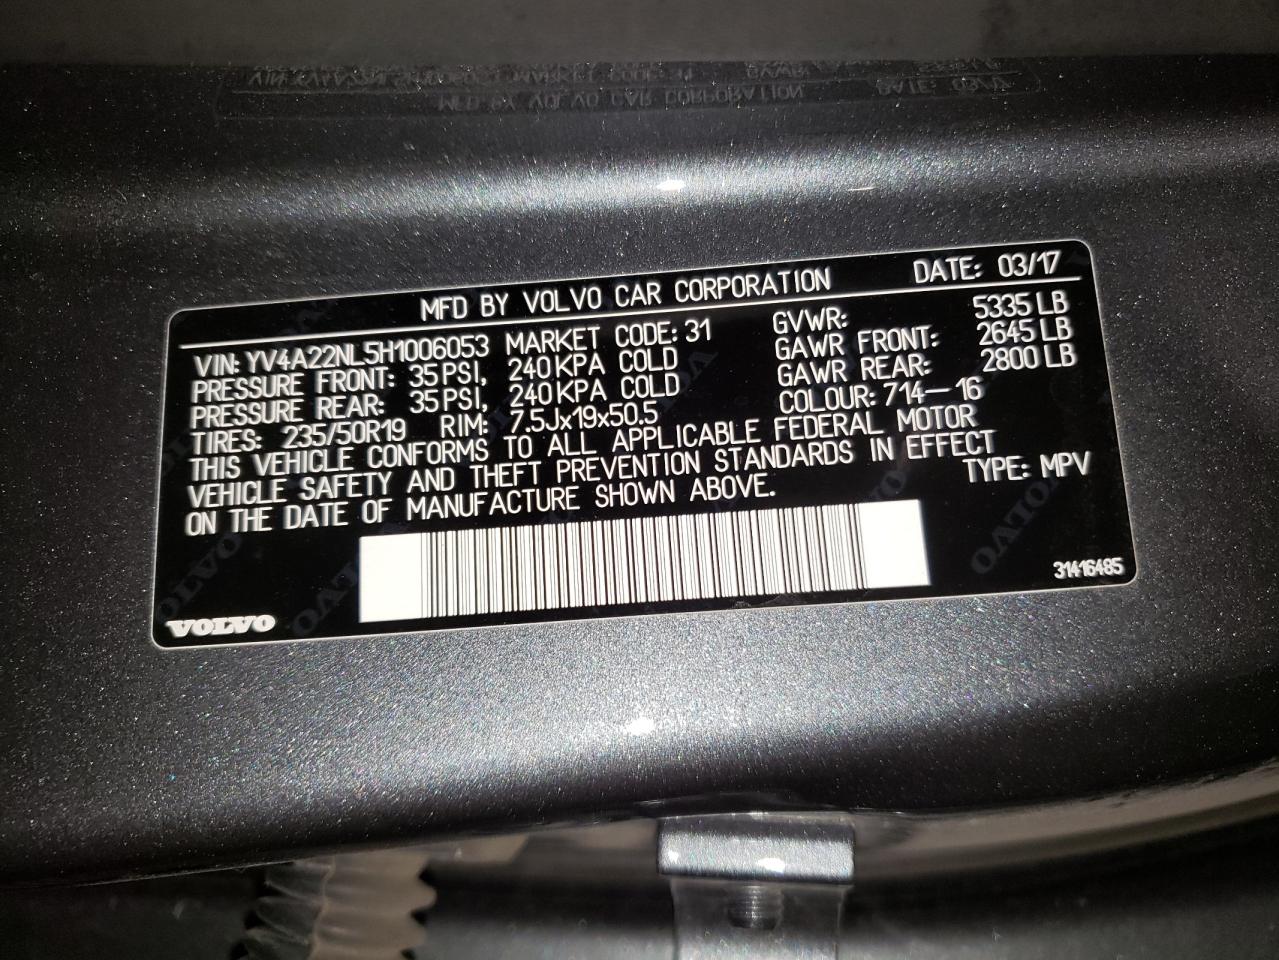 MFD BY VOLVO CAR CORPORATION DATE: 03/17
VIN: YV4A22NL5H1006053 MARKET CODE: 31 GVWR: 5335 LB
PRESSURE FRONT: 35 PSI, 240 KPA COLD GAWR FRONT: 2645 LB
PRESSURE REAR: 35 PSI, 240 KPA COLD GAWR REAR: 2800 LB
TIRES: 235/50R19 RIM: 7.5Jx19x50.5 COLOUR: 714-16
THIS VEHICLE CONFORMS TO ALL APPLICABLE FEDERAL MOTOR
VEHICLE SAFETY AND THEFT PREVENTION STANDARDS IN EFFECT
ON THE DATE OF MANUFACTURE SHOWN ABOVE. TYPE: MPV
31416485
VOLVO